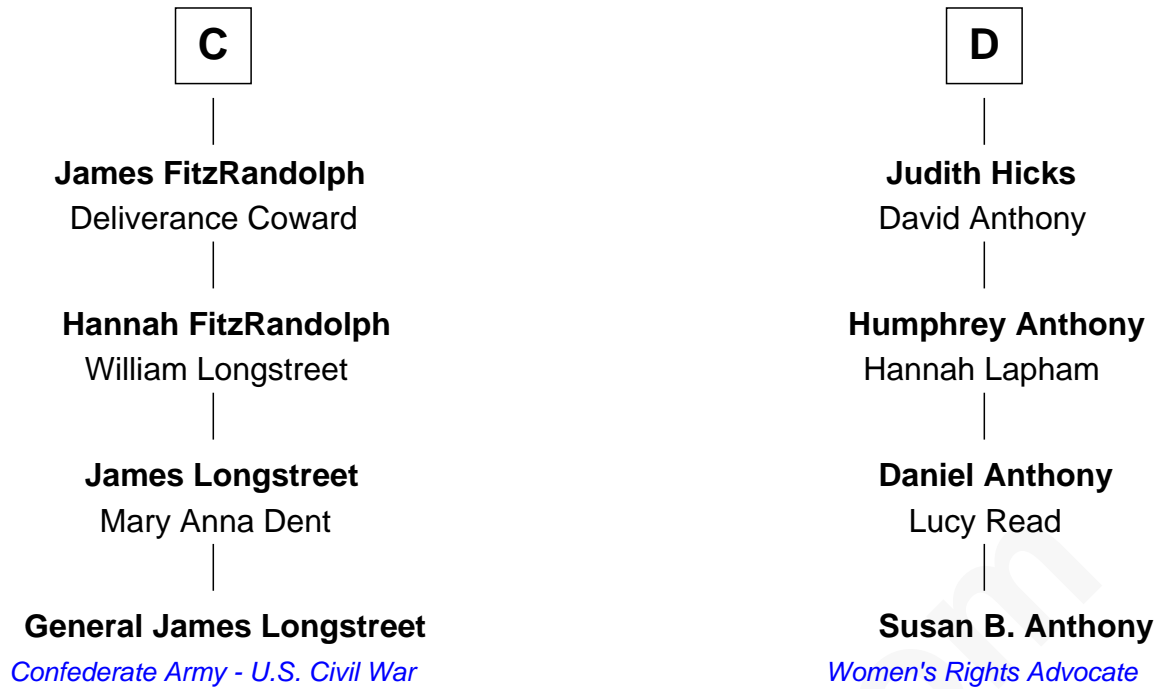 C
James FitzRandolph
Deliverance Coward
Hannah FitzRandolph
William Longstreet
James Longstreet
Mary Anna Dent
General James Longstreet
Confederate Army - U.S. Civil War
D
Judith Hicks
David Anthony
Humphrey Anthony
Hannah Lapham
Daniel Anthony
Lucy Read
Susan B. Anthony
Women's Rights Advocate
om